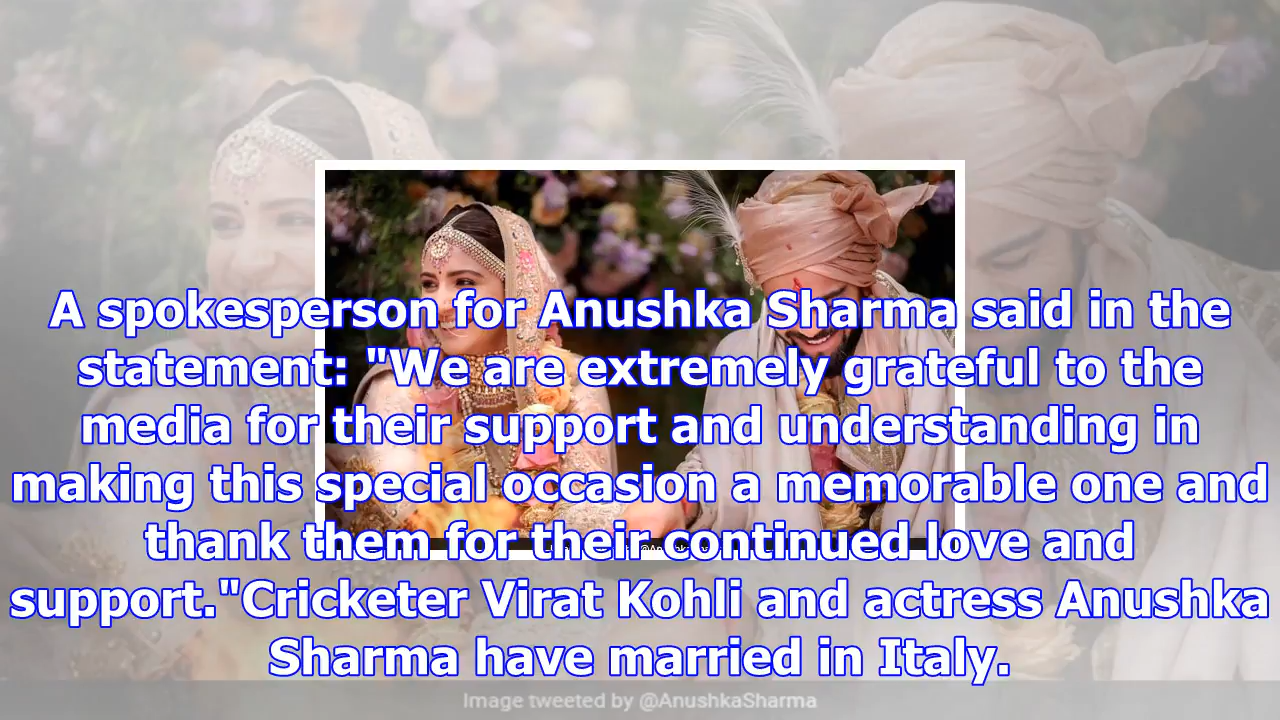 A spokesperson for Anushka Sharma said in the
statement: "We are extremely grateful to the
media for their support and understanding in
making this special occasion a memorable one and
thank them for their continued love and
support."Cricketer Virat Kohli and actress Anushka
Sharma have married in Italy.
Image tweeted by @AnushkaSharma